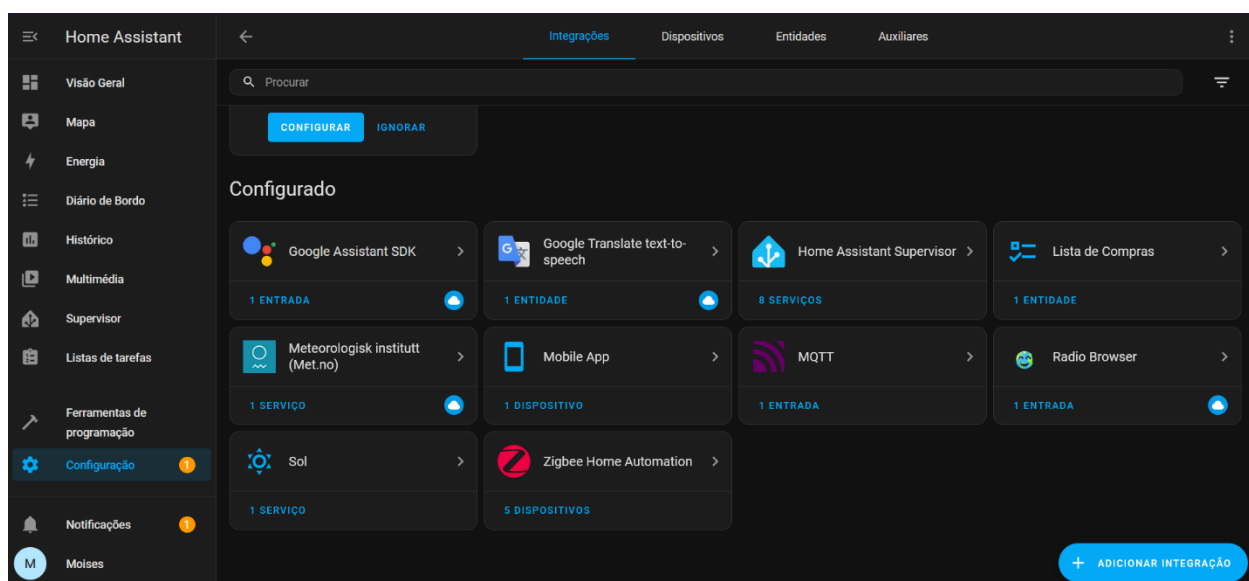 Home Assistant
Integrações
Dispositivos
Entidades
Auxiliares
Visão Geral
Mapa
Energia
Diário de Bordo
Histórico
Multimédia
Supervisor
Listas de tarefas
Ferramentas de
programação
Configuração
1
Notificações
1
M
Moises
Procurar
CONFIGURAR
IGNORAR
Configurado
Google Assistant SDK
1 ENTRADA
G
Google Translate text-to-
speech
1 ENTIDADE
Home Assistant Supervisor
8 SERVIÇOS
Lista de Compras
1 ENTIDADE
Meteorologisk institutt
(Met.no)
1 SERVIÇO
Mobile App
1 DISPOSITIVO
MQTT
1 ENTRADA
Radio Browser
1 ENTRADA
Sol
1 SERVIÇO
Zigbee Home Automation
5 DISPOSITIVOS
+ ADICIONAR INTEGRAÇÃO